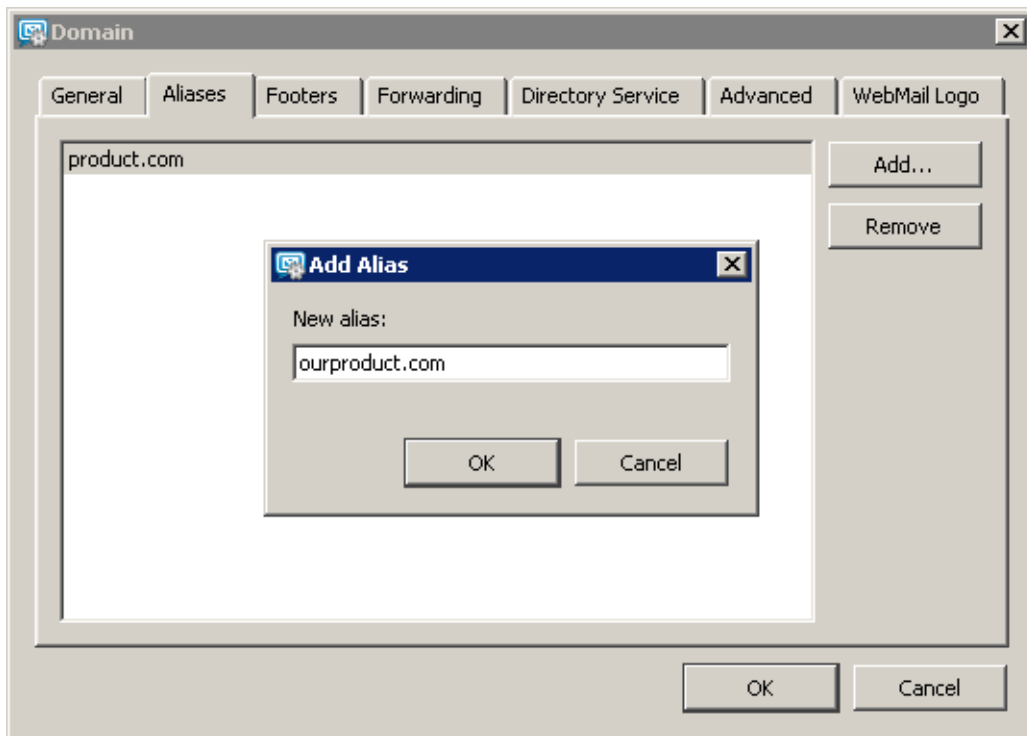 Domain
General Aliases Footers Forwarding Directory Service Advanced WebMail Logo
product.com
Add...
Remove
Add Alias
New alias:
ourproduct.com
OK Cancel
OK Cancel